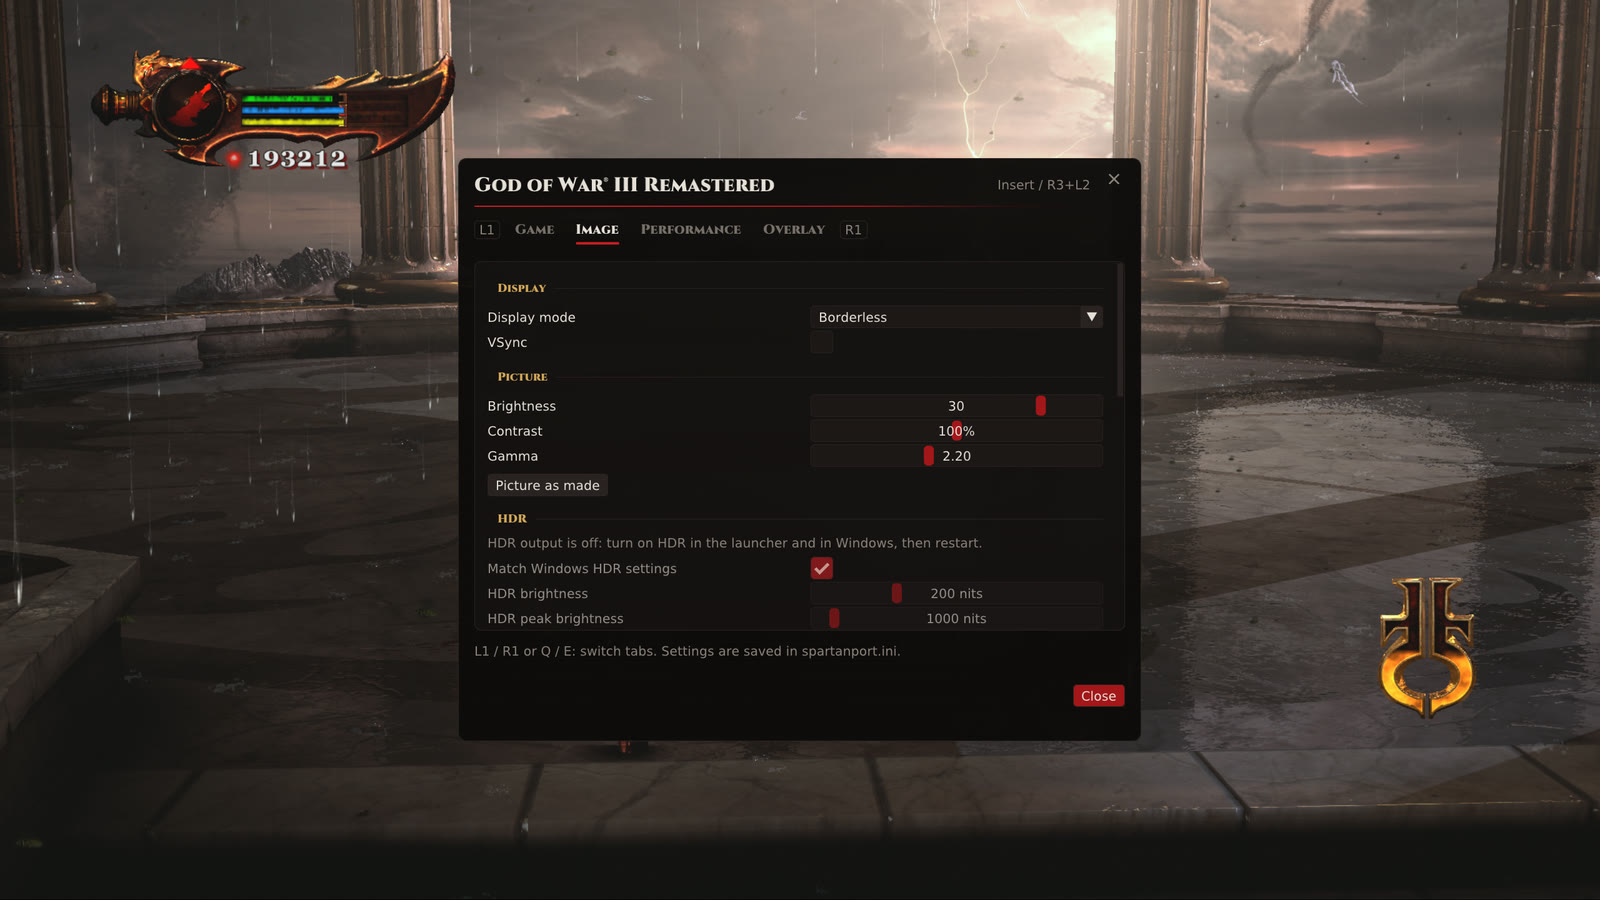 193212
GOD OF WAR® III REMASTERED
Insert / R3+L2
L1 GAME IMAGE PERFORMANCE OVERLAY R1
DISPLAY
Display mode Borderless
VSync
PICTURE
Brightness 30
Contrast 100%
Gamma 2.20
Picture as made
HDR
HDR output is off: turn on HDR in the launcher and in Windows, then restart.
Match Windows HDR settings
HDR brightness 200 nits
HDR peak brightness 1000 nits
L1 / R1 or Q / E: switch tabs. Settings are saved in spartanport.ini.
Close